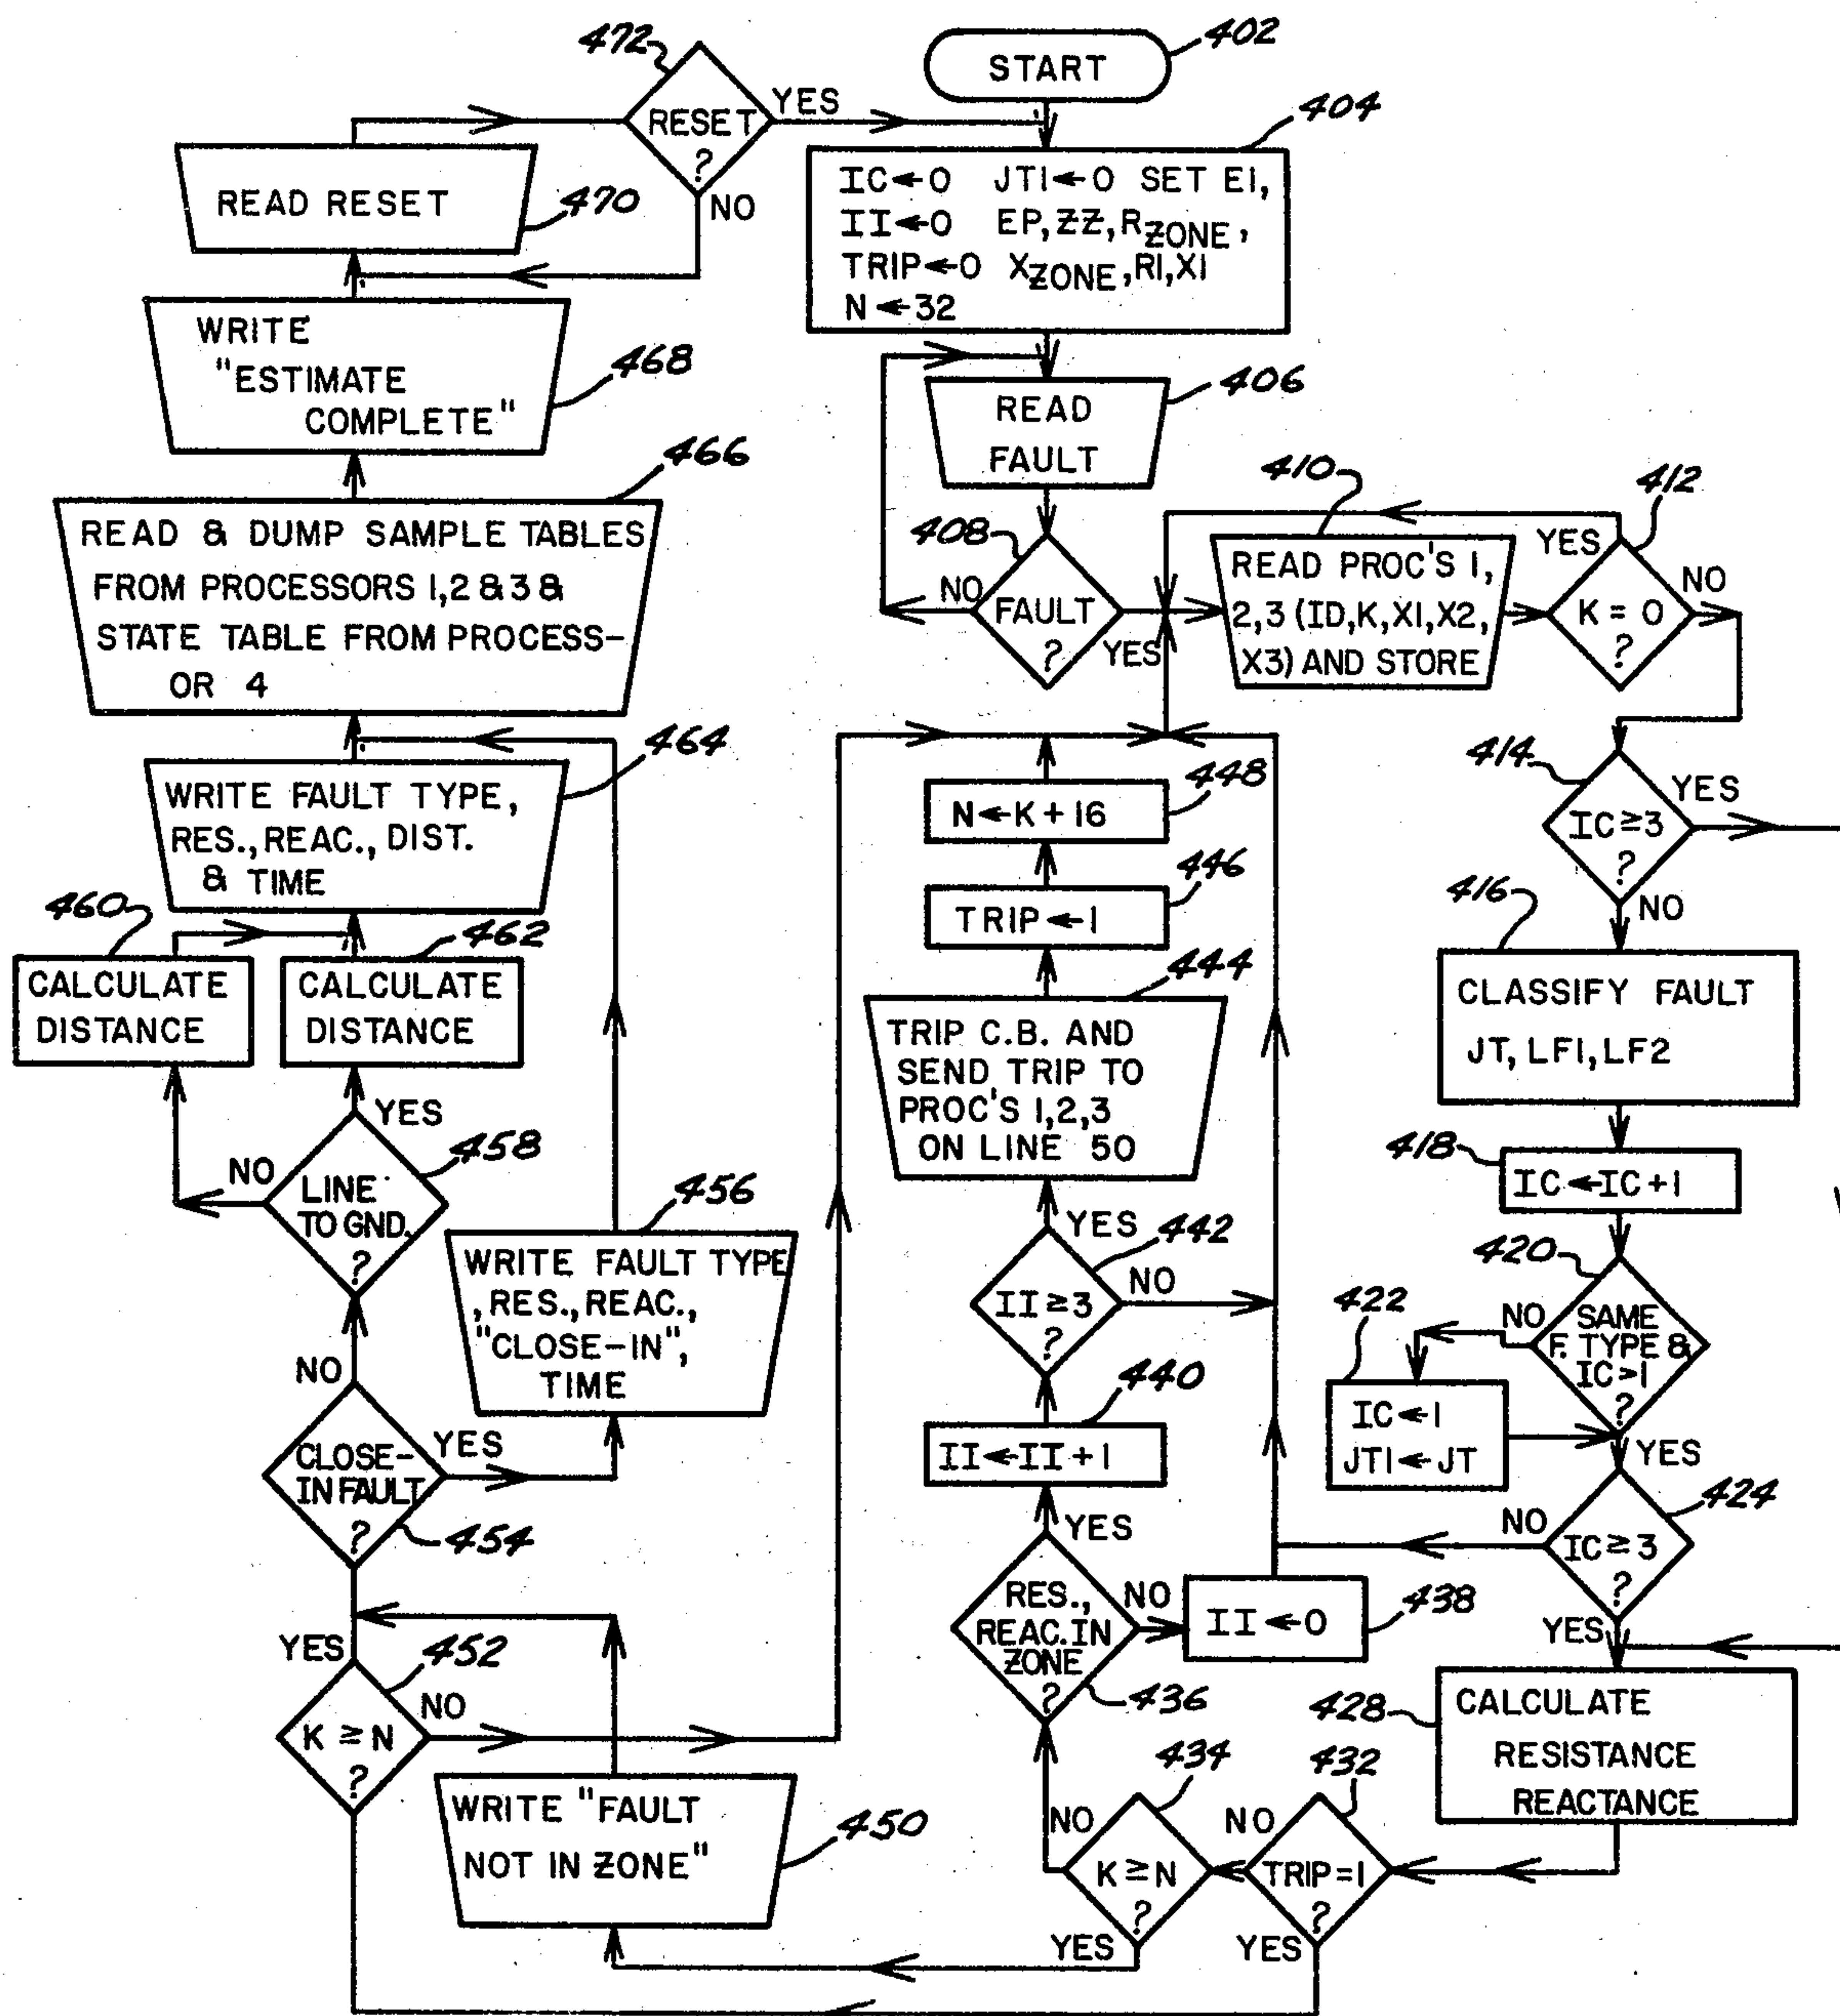 START
402
404
IC←0 JT1←0 SET E1,
II←0 EP, ZZ, RZONE,
TRIP←0 XZONE, R1, X1
N←32
READ
FAULT
406
FAULT
?
408
NO
YES
410
READ PROC'S 1,
2,3 (ID,K,X1,X2,
X3) AND STORE
412
K=0
?
YES
NO
414
IC≥3
?
YES
NO
416
CLASSIFY FAULT
JT, LF1, LF2
418
IC←IC+1
420
SAME
F. TYPE &
IC>1
?
NO
YES
422
IC←1
JT1←JT
424
IC≥3
?
NO
YES
428
CALCULATE
RESISTANCE
REACTANCE
432
TRIP=1
?
NO
YES
434
K≥N
?
NO
YES
436
RES.,
REAC. IN
ZONE
?
YES
NO
438
II←0
440
II←II+1
442
II≥3
?
YES
NO
444
TRIP C.B. AND
SEND TRIP TO
PROC'S 1,2,3
ON LINE 50
446
TRIP←1
448
N←K+16
450
WRITE "FAULT
NOT IN ZONE"
452
K≥N
?
YES
NO
454
CLOSE-
IN FAULT
?
NO
YES
456
WRITE FAULT TYPE
, RES., REAC.,
"CLOSE-IN",
TIME
458
LINE
TO GND.
?
NO
YES
460
CALCULATE
DISTANCE
462
CALCULATE
DISTANCE
464
WRITE FAULT TYPE,
RES., REAC., DIST.
& TIME
466
READ & DUMP SAMPLE TABLES
FROM PROCESSORS 1,2 & 3 &
STATE TABLE FROM PROCESS-
OR 4
468
WRITE
"ESTIMATE
COMPLETE"
470
READ RESET
472
RESET
?
YES
NO